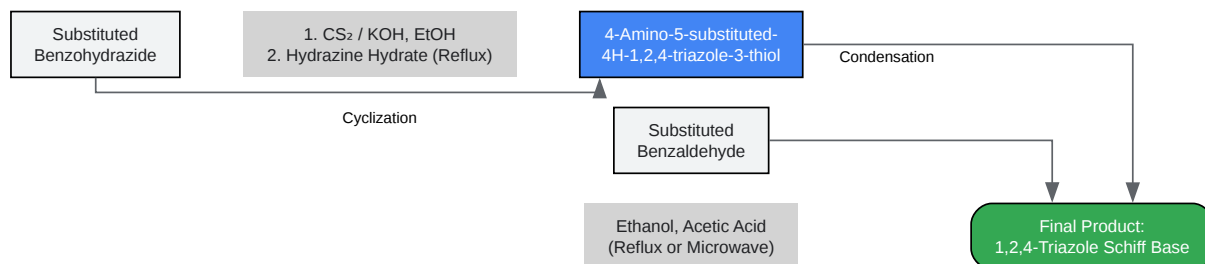 Substituted
Benzohydrazide
1. CS₂ / KOH, EtOH
2. Hydrazine Hydrate (Reflux)
4-Amino-5-substituted-
4H-1,2,4-triazole-3-thiol
Condensation
Cyclization
Substituted
Benzaldehyde
Ethanol, Acetic Acid
(Reflux or Microwave)
Final Product:
1,2,4-Triazole Schiff Base